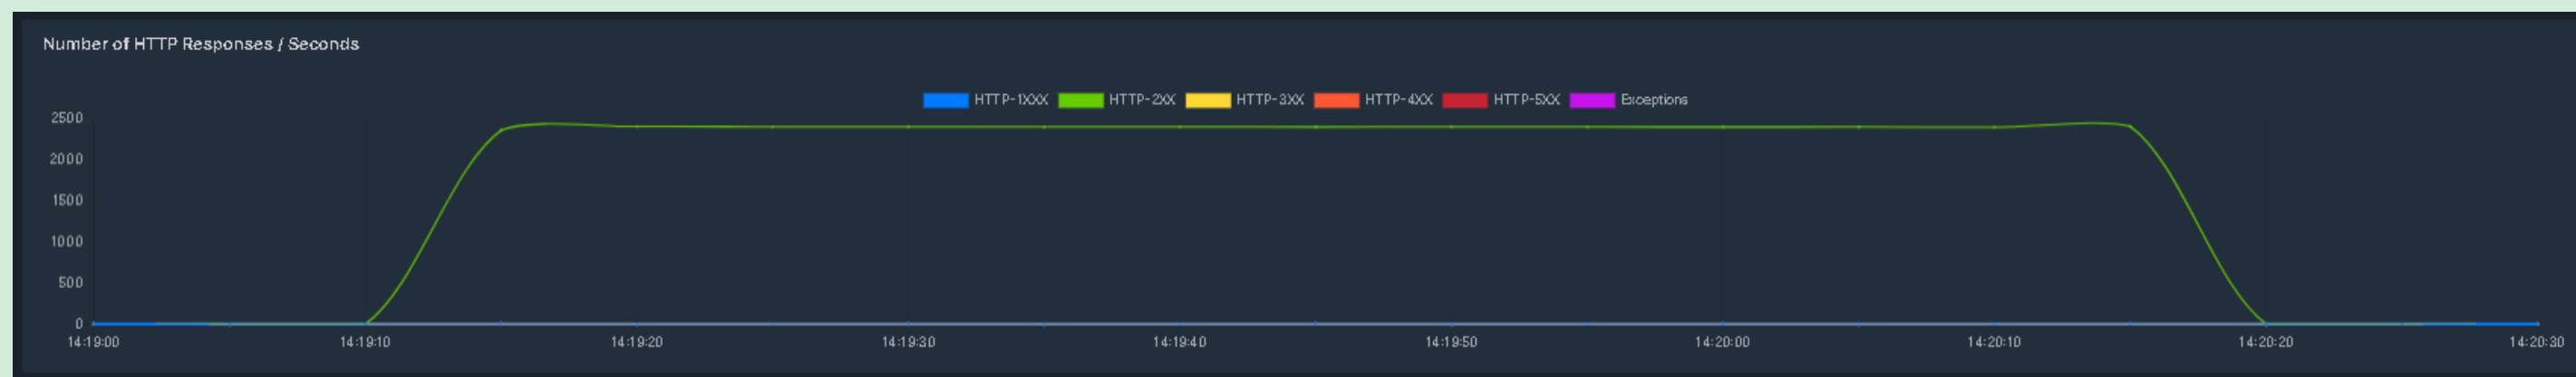 Number of HTTP Responses / Seconds
HTTP-1XXX HTTP-2XX HTTP-3XX HTTP-4XX HTTP-5XX Exceptions
2500
2000
1500
1000
500
0
14:19:00 14:19:10 14:19:20 14:19:30 14:19:40 14:19:50 14:20:00 14:20:10 14:20:20 14:20:30